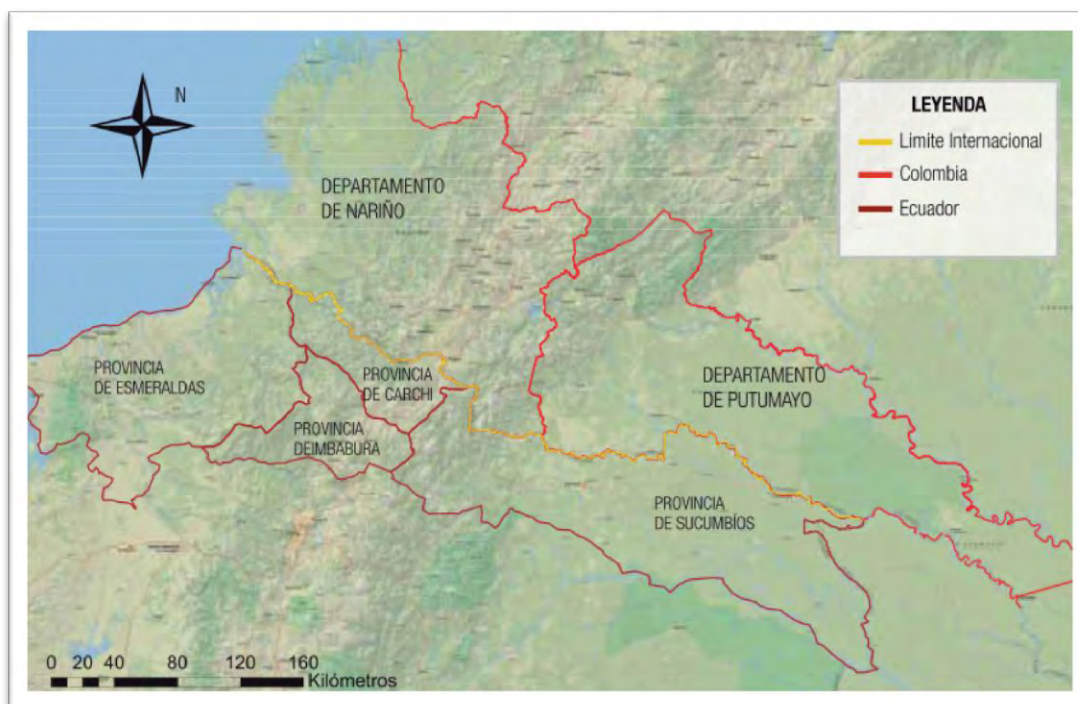 N
LEYENDA
Limite Internacional
Colombia
Ecuador
DEPARTAMENTO
DE NARIÑO
PROVINCIA
DE ESMERALDAS
PROVINCIA
DE CARCHI
PROVINCIA
DEIMBABURA
DEPARTAMENTO
DE PUTUMAYO
PROVINCIA
DE SUCUMBÍOS
0 20 40 80 120 160
Kilómetros